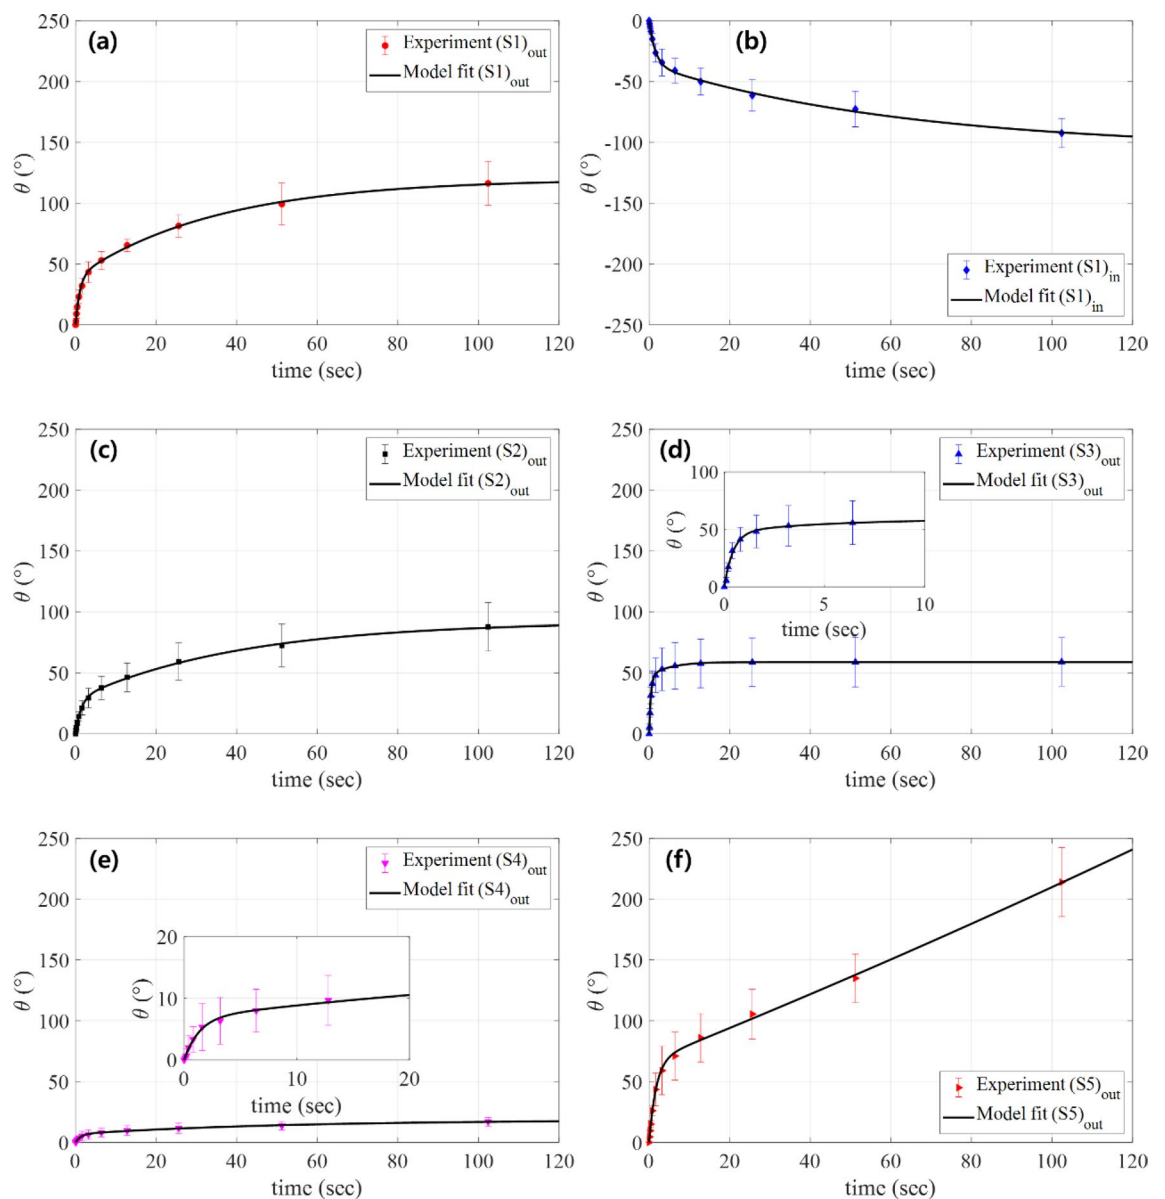 (a)
Experiment (S1)out
Model fit (S1)out
250
200
150
100
50
0
θ (°)
0 20 40 60 80 100 120
time (sec)
(b)
0
-50
-100
-150
-200
-250
θ (°)
Experiment (S1)in
Model fit (S1)in
0 20 40 60 80 100 120
time (sec)
(c)
Experiment (S2)out
Model fit (S2)out
250
200
150
100
50
0
θ (°)
0 20 40 60 80 100 120
time (sec)
(d)
Experiment (S3)out
Model fit (S3)out
250
200
150
100
50
0
θ (°)
100
50
0
θ (°)
0 5 10
time (sec)
0 20 40 60 80 100 120
time (sec)
(e)
Experiment (S4)out
Model fit (S4)out
250
200
150
100
50
0
θ (°)
20
10
0
θ (°)
0 10 20
time (sec)
0 20 40 60 80 100 120
time (sec)
(f)
250
200
150
100
50
0
θ (°)
Experiment (S5)out
Model fit (S5)out
0 20 40 60 80 100 120
time (sec)